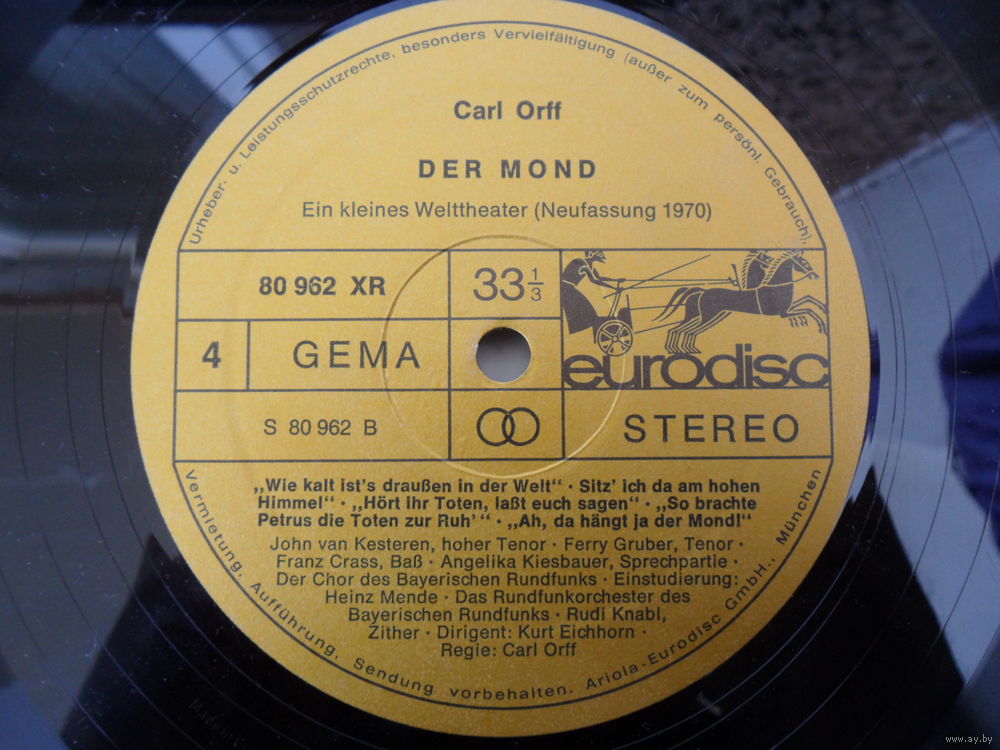 Urheber- u. Leistungsschutzrechte, besonders Vervielfältigung (außer zum persönl. Gebrauch),
Carl Orff
DER MOND
Ein kleines Welttheater (Neufassung 1970)
80 962 XR
33 1/3
4
GEMA
eurodisc
S 80 962 B
STEREO
„Wie kalt ist's draußen in der Welt“ · Sitz' ich da am hohen
Himmel“ · „Hört ihr Toten, laßt euch sagen“ · „So brachte
Petrus die Toten zur Ruh'“ · „Ah, da hängt ja der Mond!“
John van Kesteren, hoher Tenor · Ferry Gruber, Tenor ·
Franz Crass, Baß · Angelika Kiesbauer, Sprechpartie ·
Der Chor des Bayerischen Rundfunks · Einstudierung:
Heinz Mende · Das Rundfunkorchester des
Bayerischen Rundfunks · Rudi Knabl,
Zither · Dirigent: Kurt Eichhorn ·
Regie: Carl Orff
Vermietung, Aufführung, Sendung vorbehalten. Ariola-Eurodisc GmbH., München
www.ay.by